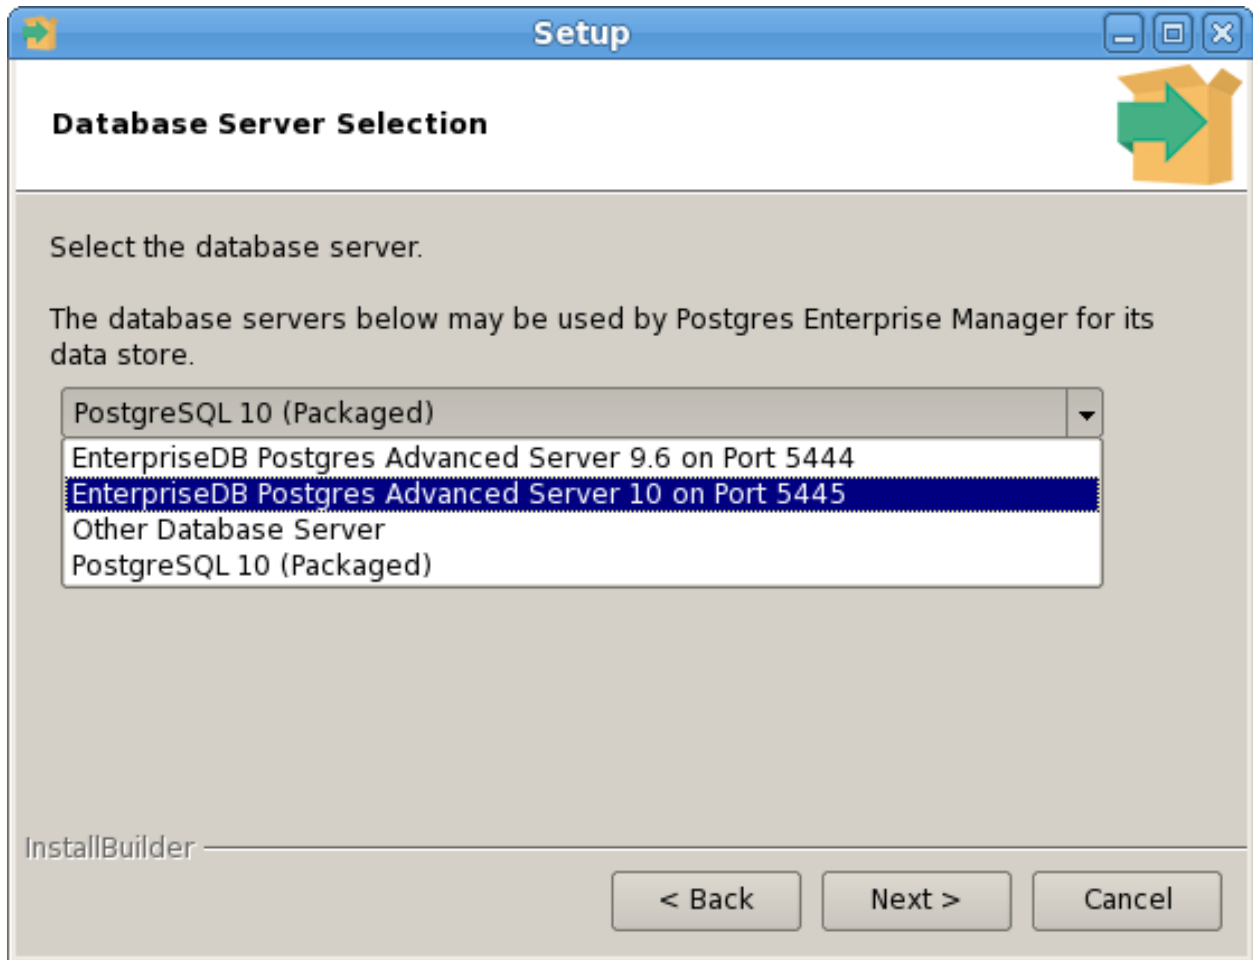 Setup
Database Server Selection
Select the database server.
The database servers below may be used by Postgres Enterprise Manager for its
data store.
PostgreSQL 10 (Packaged)
EnterpriseDB Postgres Advanced Server 9.6 on Port 5444
EnterpriseDB Postgres Advanced Server 10 on Port 5445
Other Database Server
PostgreSQL 10 (Packaged)
InstallBuilder
< Back Next > Cancel